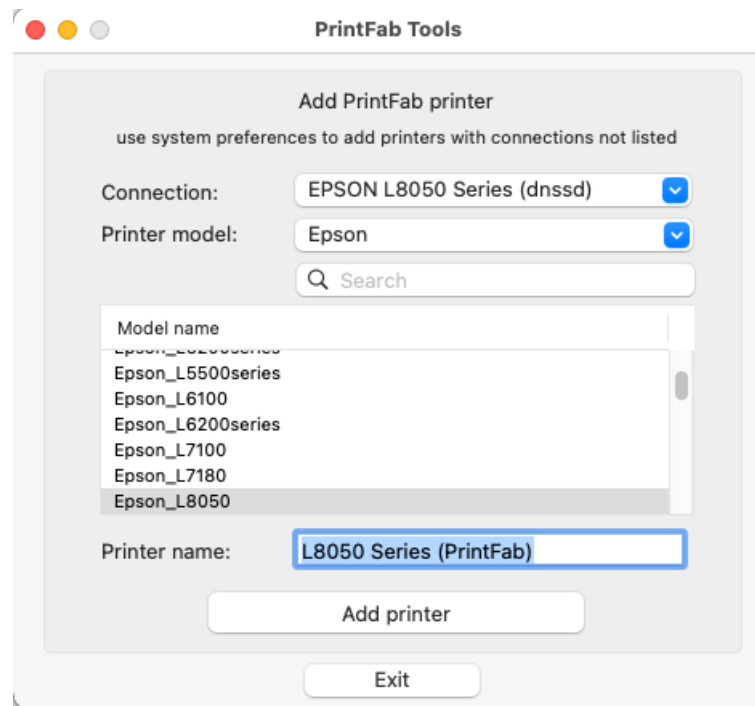 PrintFab Tools
Add PrintFab printer
use system preferences to add printers with connections not listed
Connection: EPSON L8050 Series (dnssd)
Printer model: Epson
Search
Model name
Epson_L5500series
Epson_L6100
Epson_L6200series
Epson_L7100
Epson_L7180
Epson_L8050
Printer name: L8050 Series (PrintFab)
Add printer
Exit